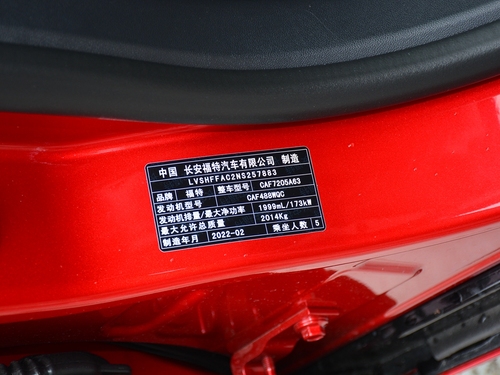 中国 长安福特汽车有限公司 制造
LVSHFFAC2NS257883
品牌 福特 整车型号 CAF7205A63
发动机型号 CAF488WQC
发动机排量/最大净功率 1999mL/173kW
最大允许总质量 2014Kg
制造年月 2022-02 乘坐人数 5